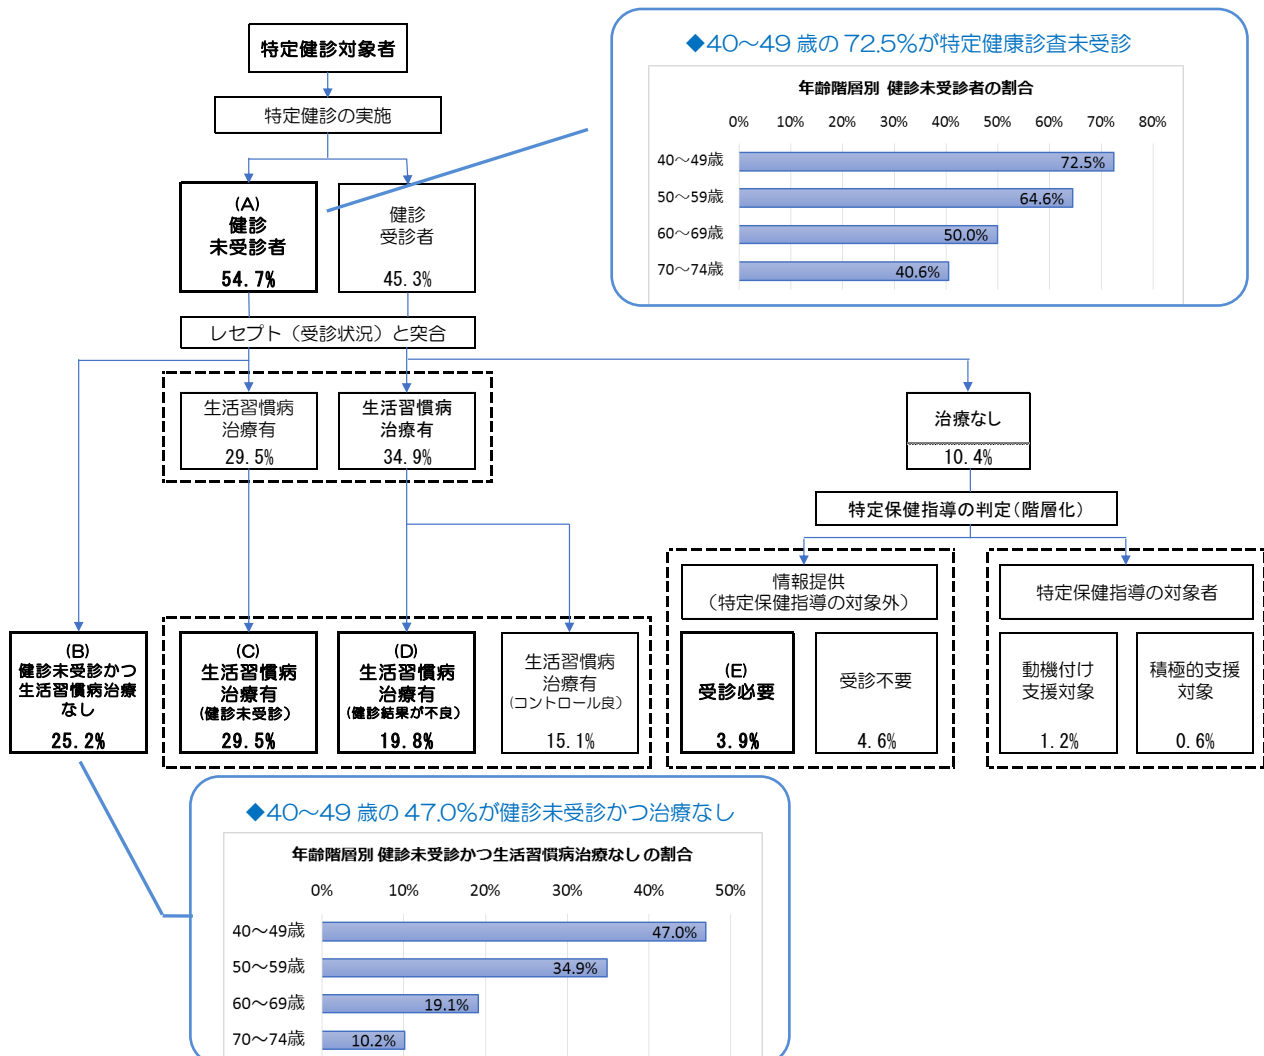 特定健診対象者
特定健診の実施
(A)
健診
未受診者
54.7%
健診
受診者
45.3%
◆40～49 歳の 72.5%が特定健康診査未受診
年齢階層別 健診未受診者の割合
0% 10% 20% 30% 40% 50% 60% 70% 80%
40～49歳 72.5%
50～59歳 64.6%
60～69歳 50.0%
70～74歳 40.6%
レセプト（受診状況）と突合
生活習慣病
治療有
29.5%
生活習慣病
治療有
34.9%
治療なし
10.4%
特定保健指導の判定（階層化）
情報提供
（特定保健指導の対象外）
特定保健指導の対象者
(B)
健診未受診かつ
生活習慣病治療
なし
25.2%
(C)
生活習慣病
治療有
（健診未受診）
29.5%
(D)
生活習慣病
治療有
（健診結果が不良）
19.8%
生活習慣病
治療有
（コントロール良）
15.1%
(E)
受診必要
3.9%
受診不要
4.6%
動機付け
支援対象
1.2%
積極的支援
対象
0.6%
◆40～49 歳の 47.0%が健診未受診かつ治療なし
年齢階層別 健診未受診かつ生活習慣病治療なし の割合
0% 10% 20% 30% 40% 50%
40～49歳 47.0%
50～59歳 34.9%
60～69歳 19.1%
70～74歳 10.2%